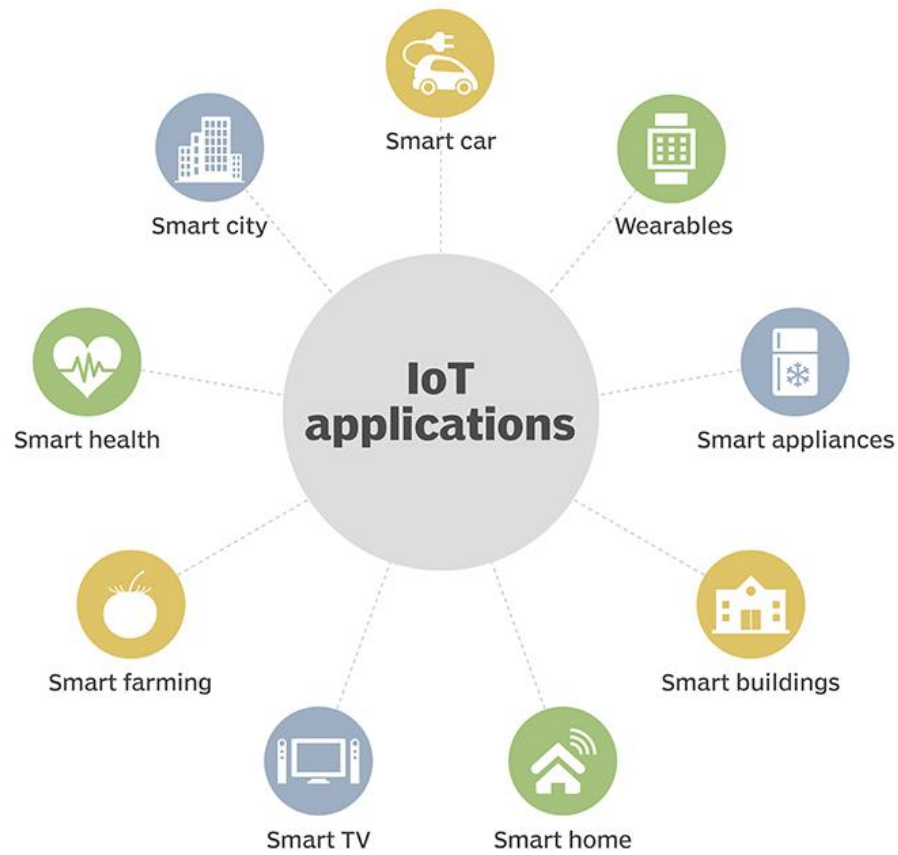 Smart car
Smart city
Wearables
IoT
applications
Smart health
Smart appliances
Smart farming
Smart buildings
Smart TV
Smart home